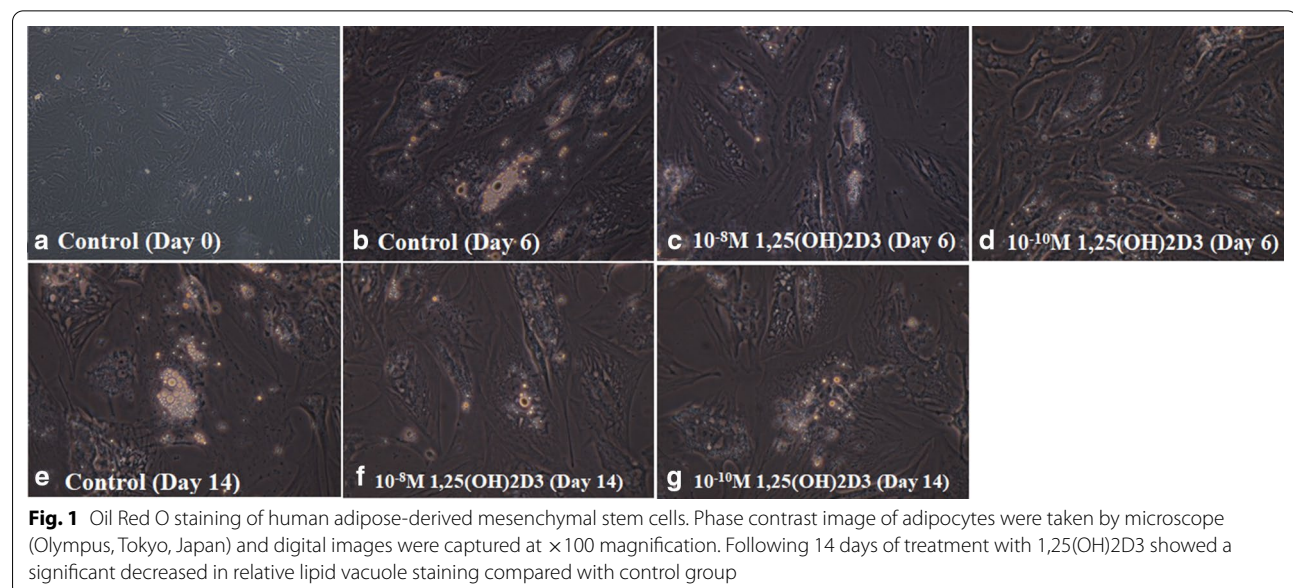 a Control (Day 0)
b Control (Day 6)
c 10⁻⁸M 1,25(OH)2D3 (Day 6)
d 10⁻¹⁰M 1,25(OH)2D3 (Day 6)
e Control (Day 14)
f 10⁻⁸M 1,25(OH)2D3 (Day 14)
g 10⁻¹⁰M 1,25(OH)2D3 (Day 14)
Fig. 1 Oil Red O staining of human adipose-derived mesenchymal stem cells. Phase contrast image of adipocytes were taken by microscope
(Olympus, Tokyo, Japan) and digital images were captured at ×100 magnification. Following 14 days of treatment with 1,25(OH)2D3 showed a
significant decreased in relative lipid vacuole staining compared with control group